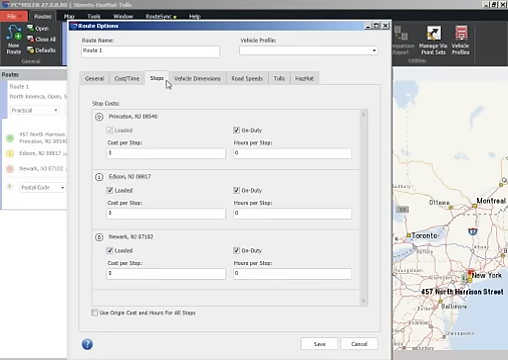 PC*MILER 27.0.0.80 | Streets-HazMat-Tolls
File Routes Map Tools Window RouteSync Help
New Route
Open
Close All
Defaults
General
Manage Via Point Sets
Vehicle Profiles
Utilities
Routes
Route 1
North America, Open, S
Practical
457 North Harrison
Princeton, NJ 0854
Edison, NJ 08817
Newark, NJ 0710
Postal Code
Route Options
Route Name:
Route 1
Vehicle Profile:
General Cost/Time Stops Vehicle Dimensions Road Speeds Tolls HazMat
Stop Costs:
Princeton, NJ 08540
Loaded On-Duty
Cost per Stop: Hours per Stop:
0 0
Edison, NJ 08817
Loaded On-Duty
Cost per Stop: Hours per Stop:
0 0
Newark, NJ 07102
Loaded On-Duty
Cost per Stop: Hours per Stop:
0 0
Use Origin Cost and Hours For All Stops
Save Cancel
Ottawa
Montreal
Toronto
New York
457 North Harrison Street
Baltimore